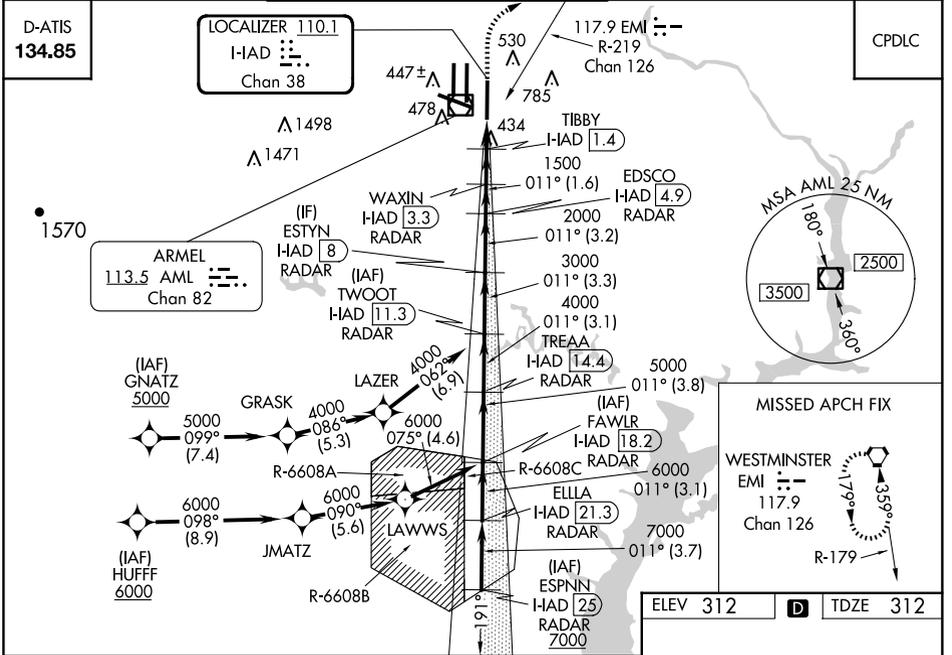 D-ATIS
134.85
LOCALIZER 110.1
I-IAD
Chan 38
117.9 EMI
R-219
Chan 126
CPDLC
530
447±
785
478
434
1498
1471
1570
TIBBY
I-IAD 1.4
1500
011° (1.6)
EDSCO
I-IAD 4.9
RADAR
WAXIN
I-IAD 3.3
RADAR
2000
011° (3.2)
(IF)
ESTYN
I-IAD 8
RADAR
3000
011° (3.3)
ARMEL
113.5 AML
Chan 82
(IAF)
TWOOT
I-IAD 11.3
RADAR
4000
011° (3.1)
TREAA
I-IAD 14.4
RADAR
MSA AML 25 NM
180°
2500
3500
360°
(IAF)
GNATZ
5000
5000
099°
(7.4)
GRASK
4000
086°
(5.3)
LAZER
4000
062°
(6.9)
5000
011° (3.8)
(IAF)
FAWLR
I-IAD 18.2
RADAR
6000
075° (4.6)
R-6608A
R-6608C
6000
011° (3.1)
6000
098°
(8.9)
(IAF)
HUFFF
6000
JMATZ
6000
090°
(5.6)
LAWWS
ELLLA
I-IAD 21.3
RADAR
7000
011° (3.7)
R-6608B
(IAF)
ESPNN
I-IAD 25
RADAR
7000
191°
MISSED APCH FIX
WESTMINSTER
EMI
117.9
Chan 126
179°
359°
R-179
ELEV 312
D
TDZE 312